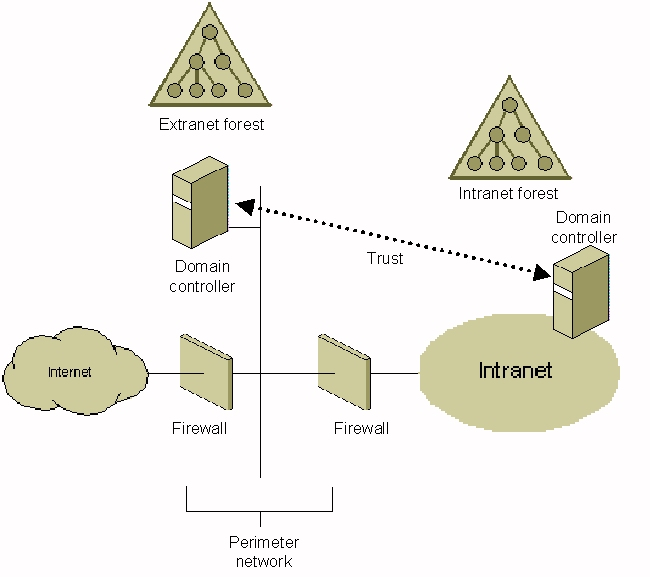 Extranet forest
Intranet forest
Domain
controller
Domain
controller
Trust
Internet
Firewall
Firewall
Intranet
Perimeter
network